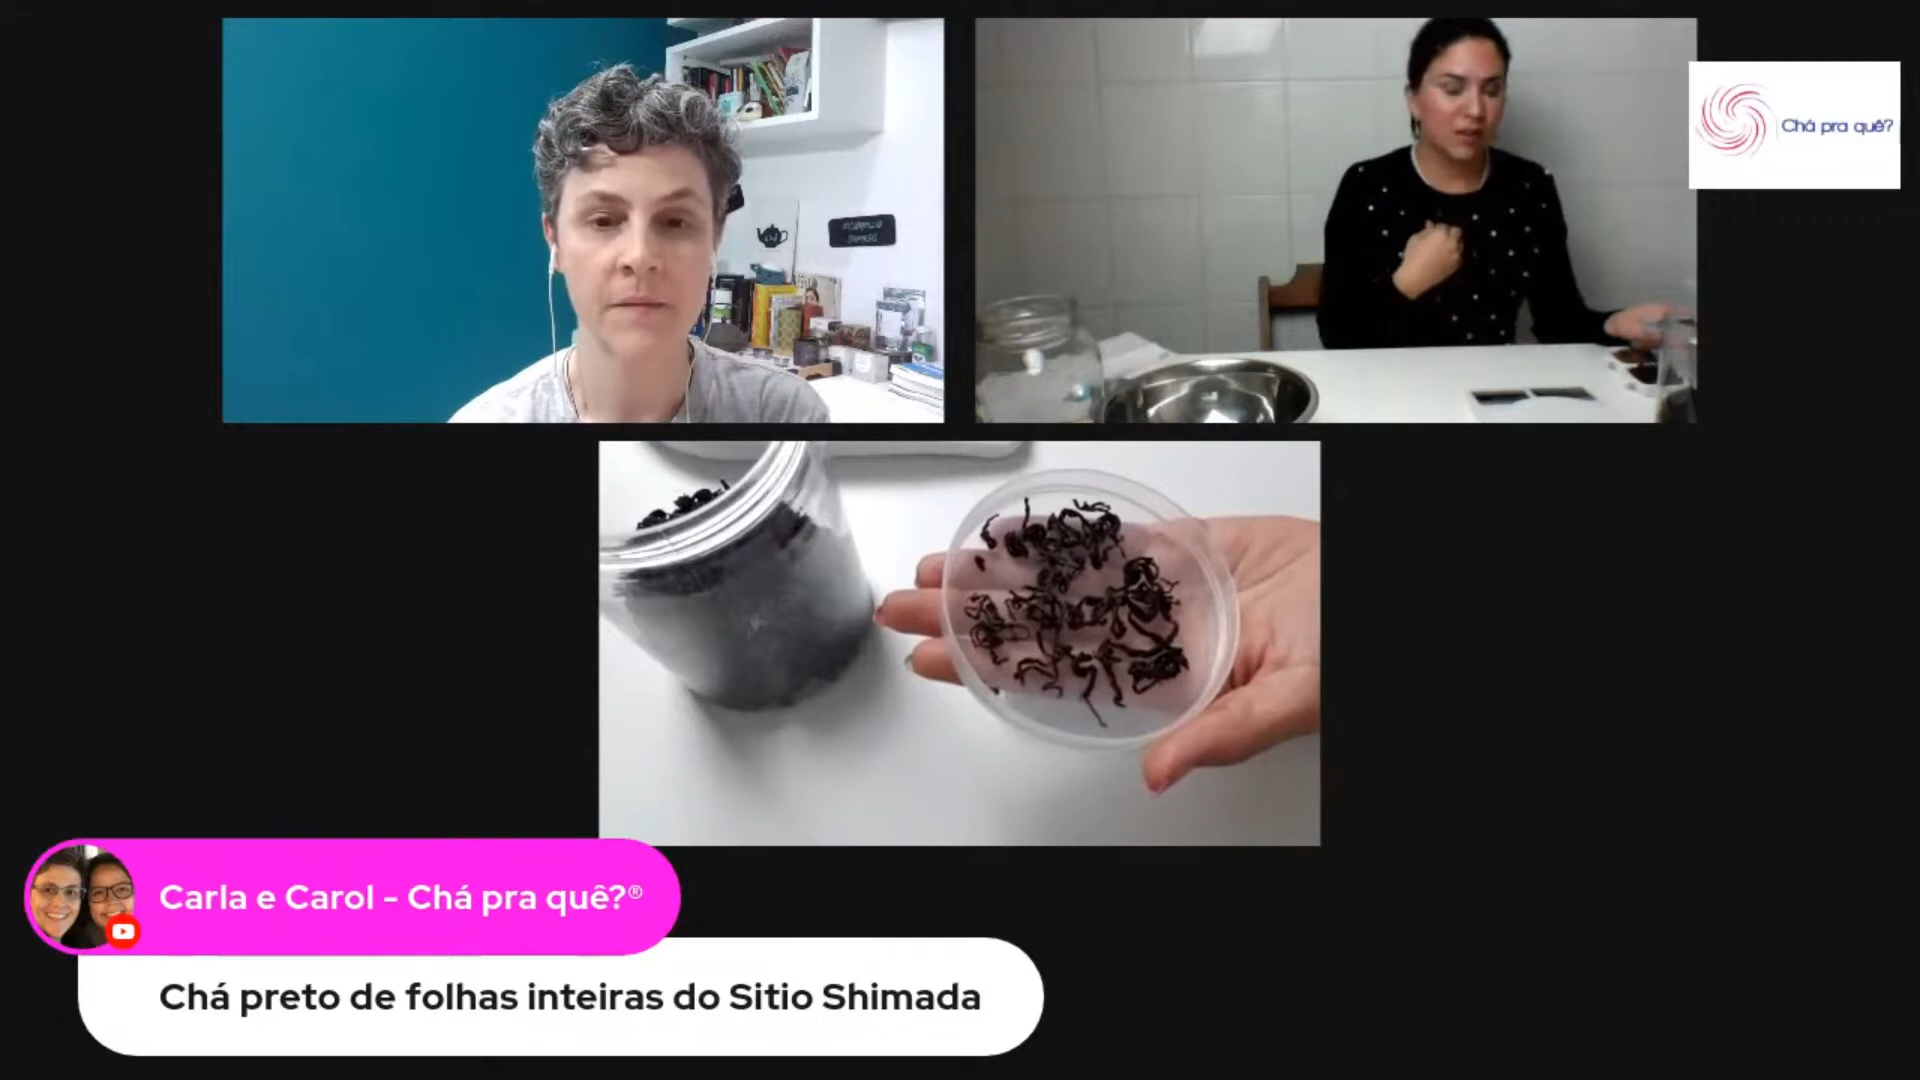 Chá pra quê?
Carla e Carol - Chá pra quê?®
Chá preto de folhas inteiras do Sitio Shimada